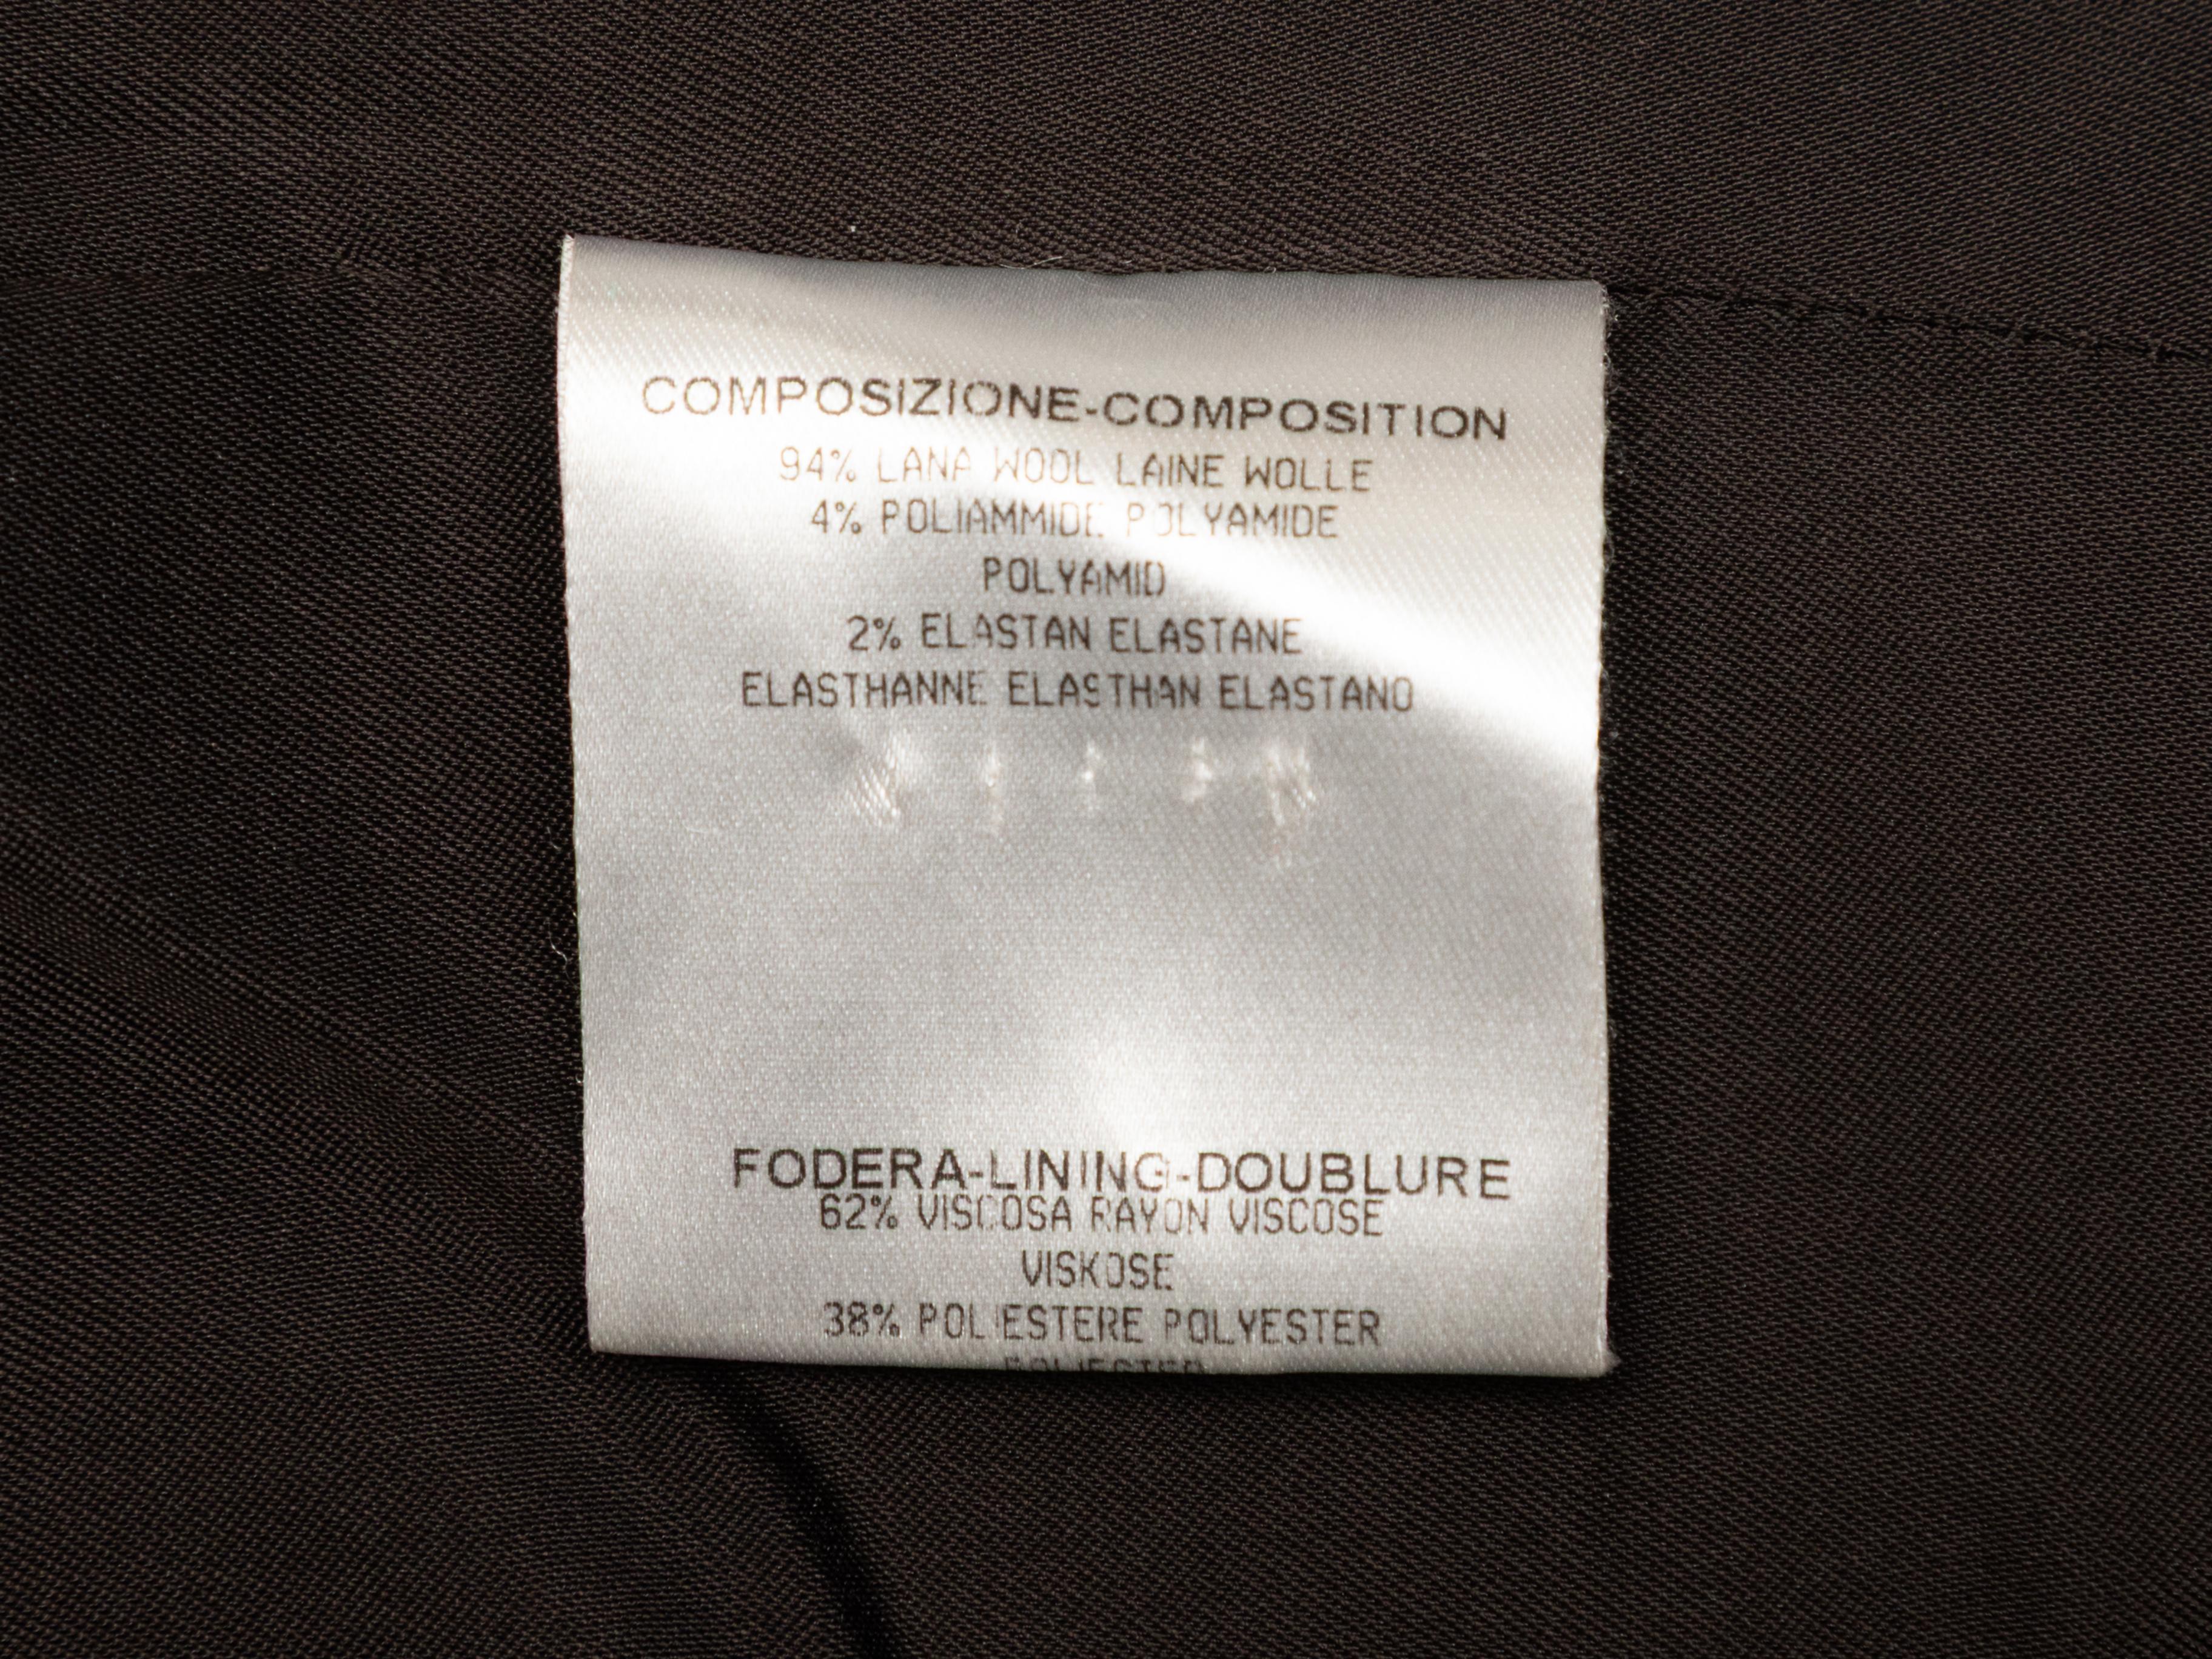 COMPOSIZIONE-COMPOSITION
94% LANA WOOL LAINE WOLLE
4% POLIAMMIDE POLYAMIDE
POLYAMID
2% ELASTAN ELASTANE
ELASTHANNE ELASTHAN ELASTANO
FODERA-LINING-DOUBLURE
62% VISCOSA RAYON VISCOSE
VISKOSE
38% POLIESTERE POLYESTER